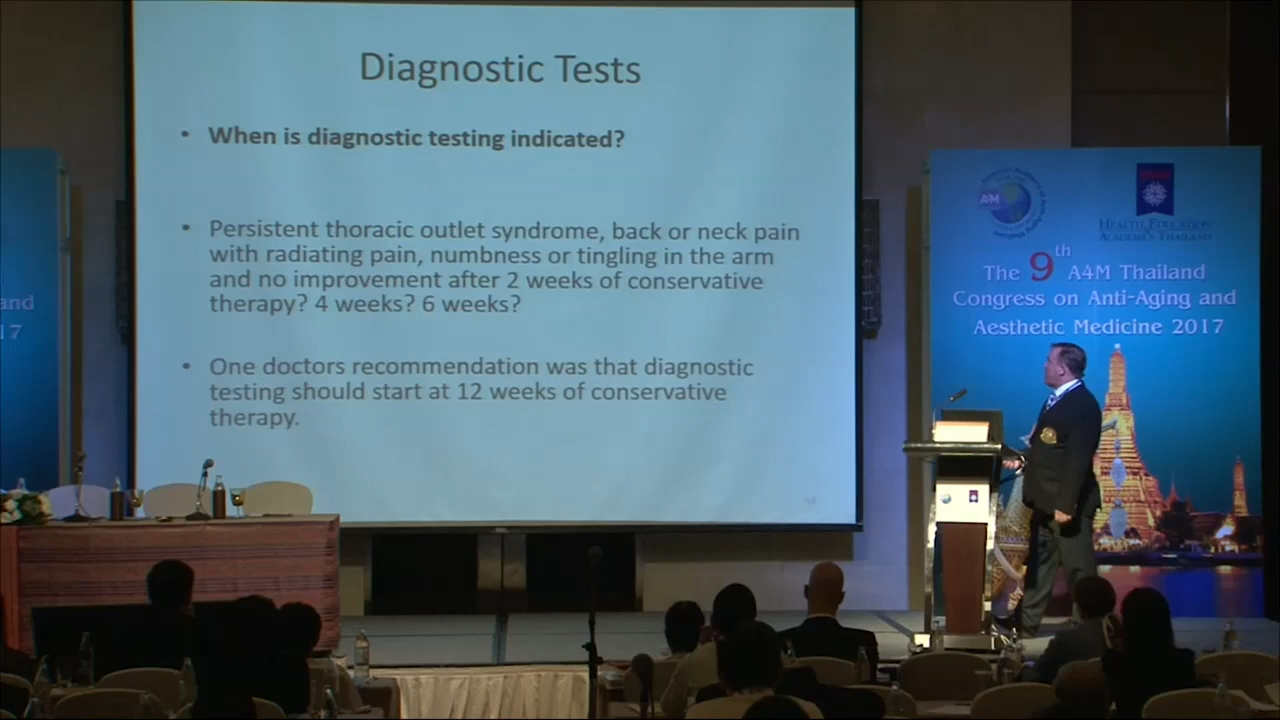 Diagnostic Tests
• When is diagnostic testing indicated?
• Persistent thoracic outlet syndrome, back or neck pain
with radiating pain, numbness or tingling in the arm
and no improvement after 2 weeks of conservative
therapy? 4 weeks? 6 weeks?
• One doctors recommendation was that diagnostic
testing should start at 12 weeks of conservative
therapy.
A4M
HEALTH EDUCATION
ACADEMICS THAILAND
The 9th A4M Thailand
Congress on Anti-Aging and
Aesthetic Medicine 2017
and
17